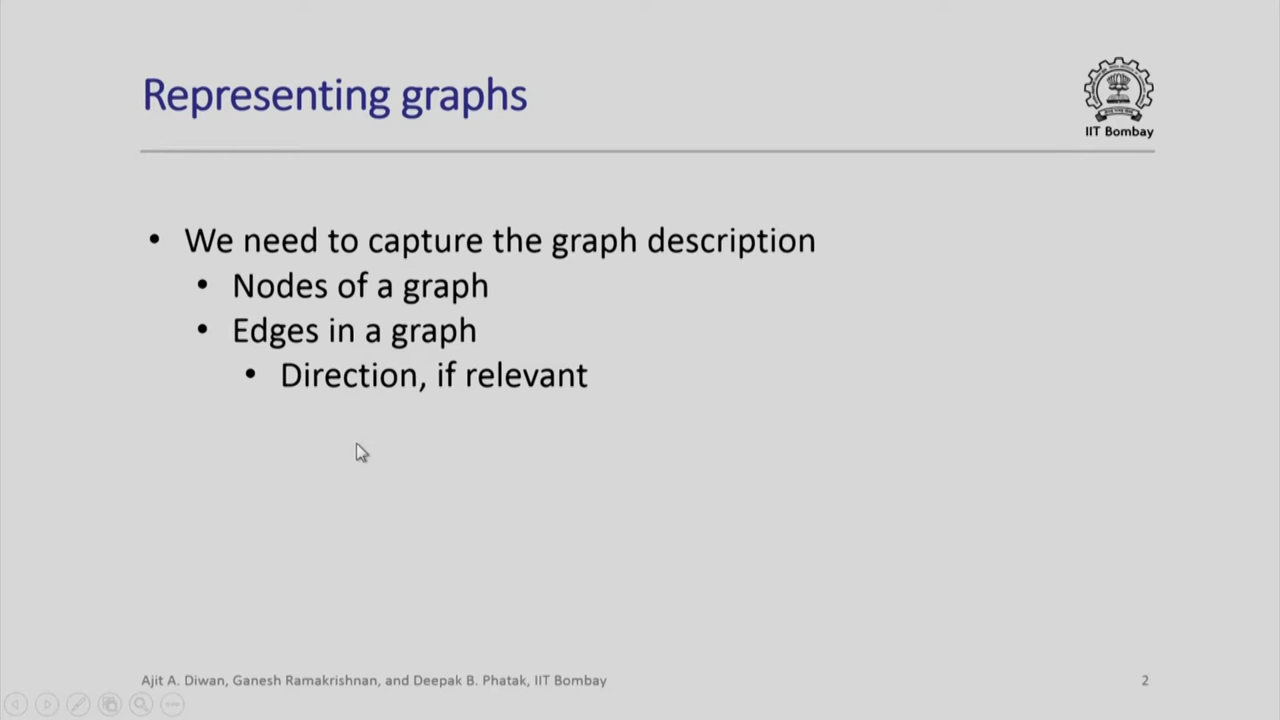 Representing graphs
IIT Bombay
• We need to capture the graph description
• Nodes of a graph
• Edges in a graph
• Direction, if relevant
Ajit A. Diwan, Ganesh Ramakrishnan, and Deepak B. Phatak, IIT Bombay
2